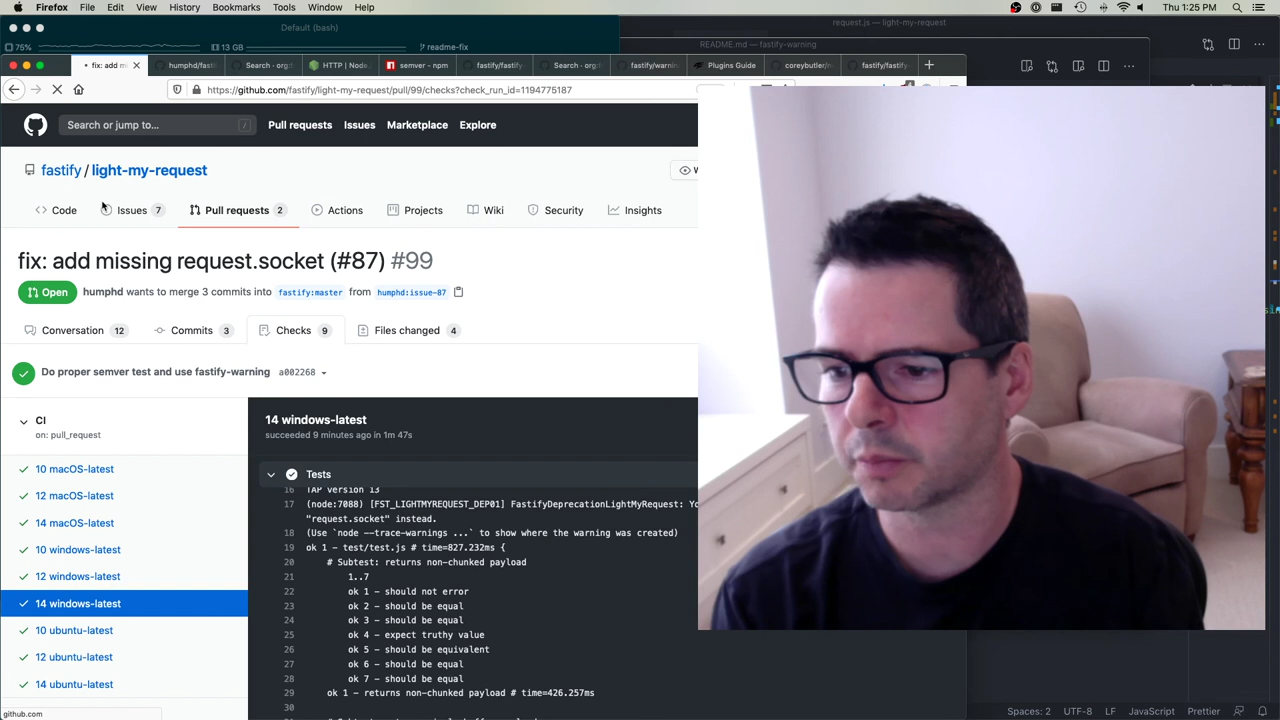 Firefox File Edit View History Bookmarks Tools Window Help
Thu 1:25 PM
Default (bash)
request.js — light-my-request
75%
13 GB
readme-fix
README.md — fastify-warning
fix: add mis
humphd/fast
Search · org:
HTTP | Node.
semver - npm
fastify/fastify
Search · org:
fastify/warnin
Plugins Guide
coreybutler/n
fastify/fastify-
https://github.com/fastify/light-my-request/pull/99/checks?check_run_id=1194775187
Search or jump to...
/
Pull requests Issues Marketplace Explore
fastify / light-my-request
Code
Issues 7
Pull requests 2
Actions
Projects
Wiki
Security
Insights
fix: add missing request.socket (#87) #99
Open
humphd wants to merge 3 commits into fastify:master from humphd:issue-87
Conversation 12
Commits 3
Checks 9
Files changed 4
Do proper semver test and use fastify-warning a002268
CI
on: pull_request
10 macOS-latest
12 macOS-latest
14 macOS-latest
10 windows-latest
12 windows-latest
14 windows-latest
10 ubuntu-latest
12 ubuntu-latest
14 ubuntu-latest
github.com
14 windows-latest
succeeded 9 minutes ago in 1m 47s
Tests
16 TAP version 13
17 (node:7088) [FST_LIGHTMYREQUEST_DEP01] FastifyDeprecationLightMyRequest: Yo
"request.socket" instead.
18 (Use `node --trace-warnings ...` to show where the warning was created)
19 ok 1 - test/test.js # time=827.232ms {
20 # Subtest: returns non-chunked payload
21 1..7
22 ok 1 - should not error
23 ok 2 - should be equal
24 ok 3 - should be equal
25 ok 4 - expect truthy value
26 ok 5 - should be equivalent
27 ok 6 - should be equal
28 ok 7 - should be equal
29 ok 1 - returns non-chunked payload # time=426.257ms
30
Spaces: 2 UTF-8 LF JavaScript Prettier